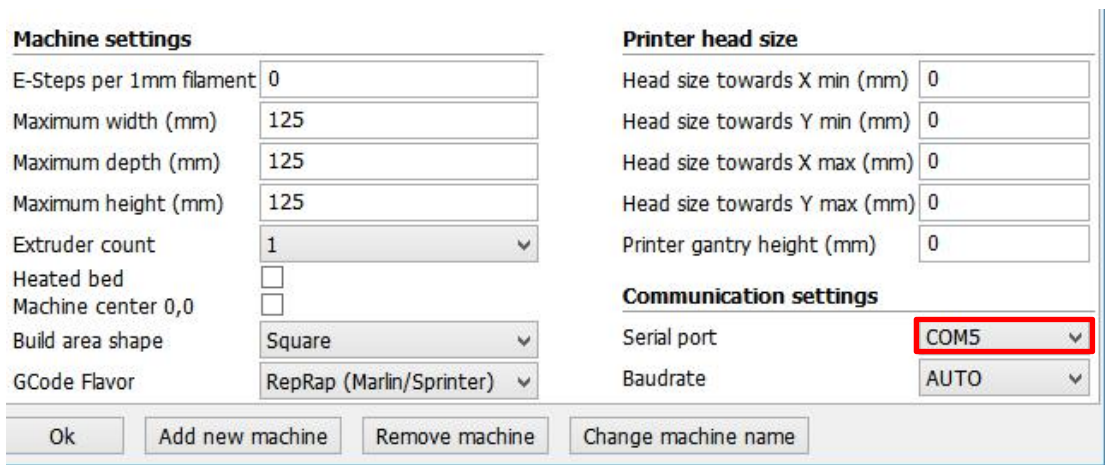 Machine settings
E-Steps per 1mm filament 0
Maximum width (mm) 125
Maximum depth (mm) 125
Maximum height (mm) 125
Extruder count 1
Heated bed
Machine center 0,0
Build area shape Square
GCode Flavor RepRap (Marlin/Sprinter)
Printer head size
Head size towards X min (mm) 0
Head size towards Y min (mm) 0
Head size towards X max (mm) 0
Head size towards Y max (mm) 0
Printer gantry height (mm) 0
Communication settings
Serial port COM5
Baudrate AUTO
Ok Add new machine Remove machine Change machine name